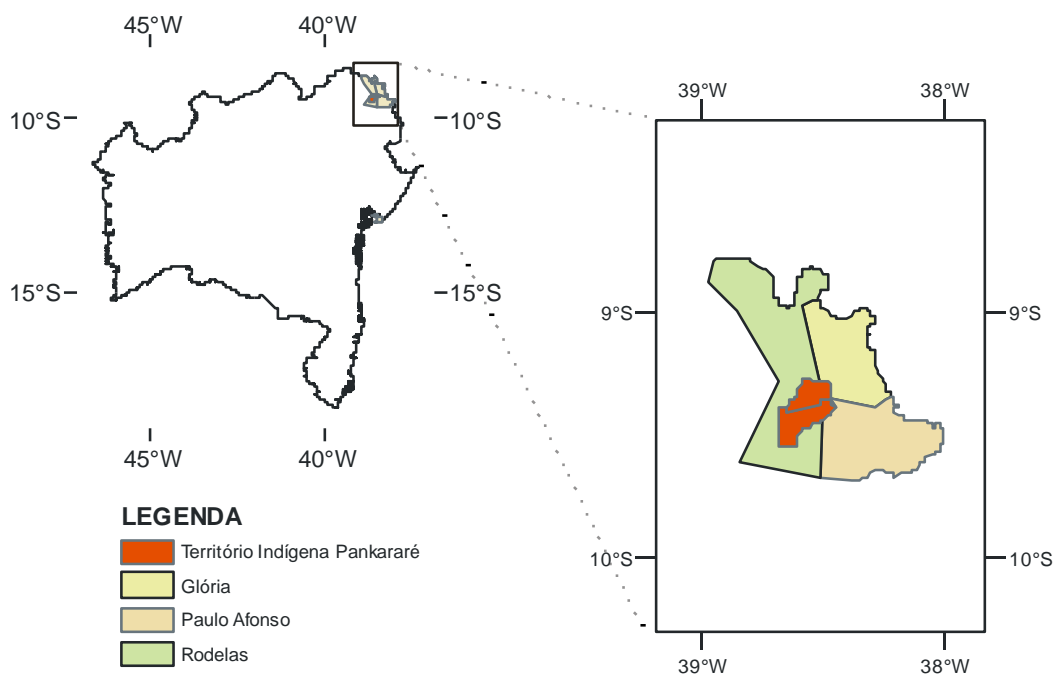 45°W 40°W
10°S 10°S
15°S 15°S
45°W 40°W
39°W 38°W
9°S 9°S
10°S 10°S
39°W 38°W
LEGENDA
Território Indígena Pankararé
Glória
Paulo Afonso
Rodelas